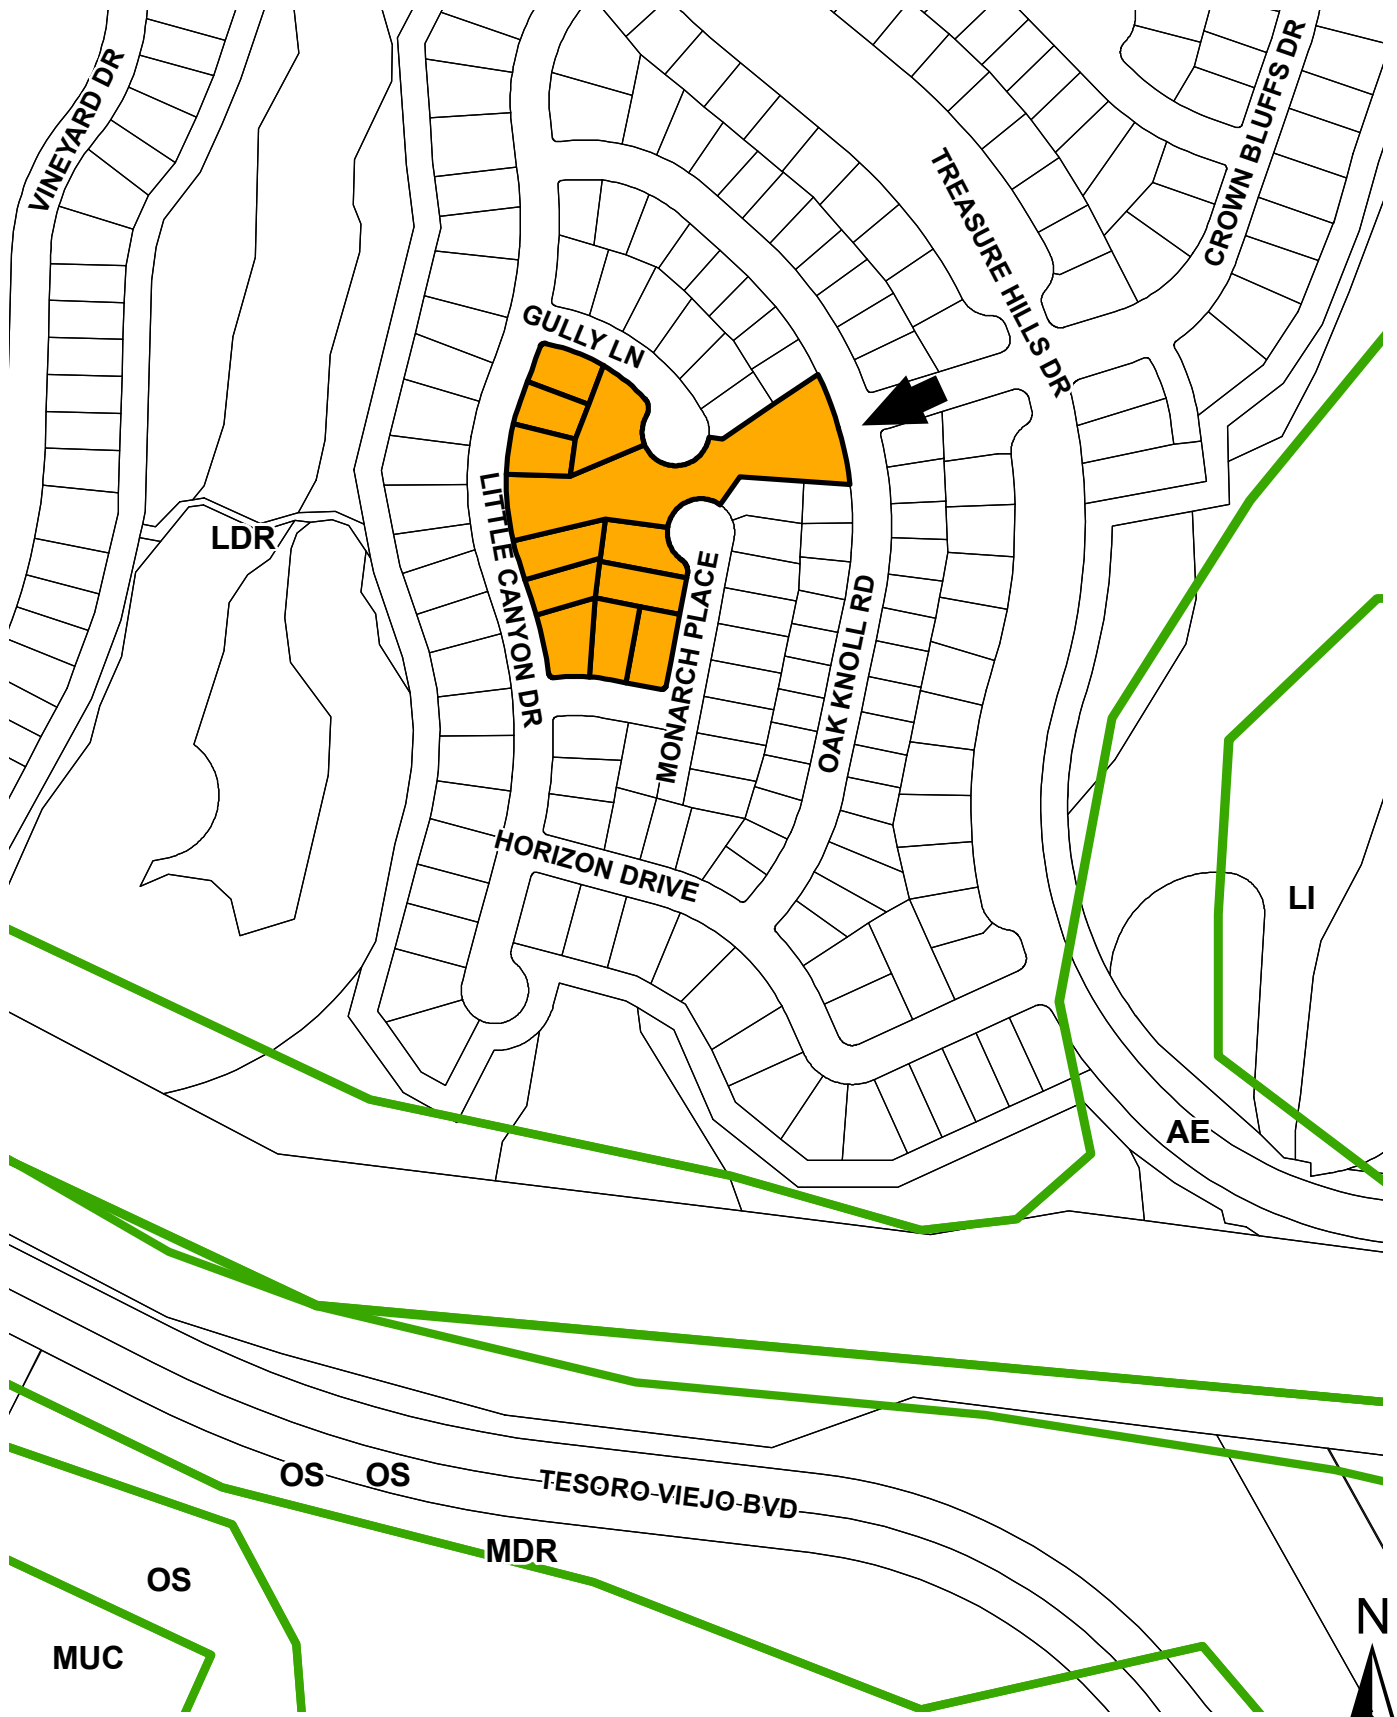 VINEYARD DR
CROWN BLUFFS DR
TREASURE HILLS DR
GULLY LN
LITTLE CANYON DR
LDR
MONARCH PLACE
OAK KNOLL RD
HORIZON DRIVE
LI
AE
OS
OS
TESORO VIEJO BVD
MDR
OS
MUC
N